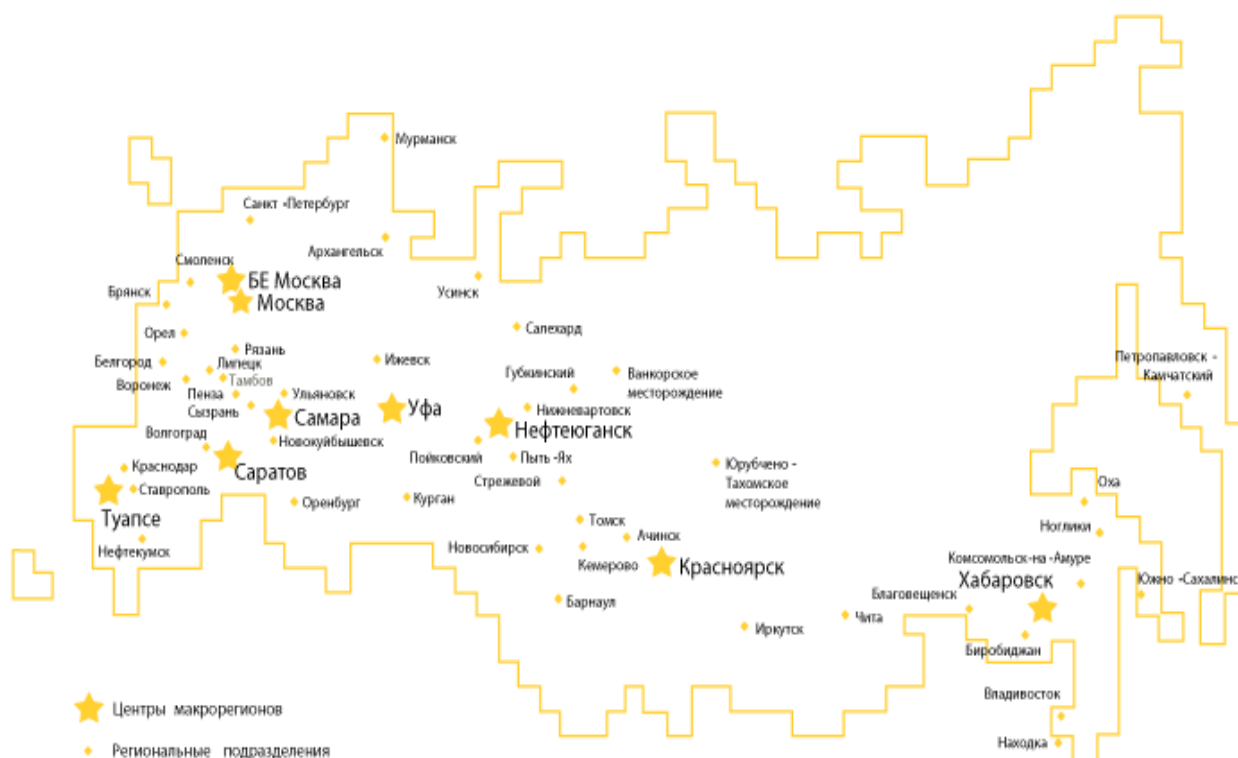 Мурманск
Санкт -Петербург
Архангельск
Смоленск
БЕ Москва
Усинск
Брянск
Москва
Салехард
Орел
Рязань
Белгород
Липецк
Ижевск
Губкинский
Ванкорское
месторождение
Петропавловск -
Камчатский
Воронеж
Тамбов
Пенза
Ульяновск
Сызрань
Самара
Уфа
Нижневартовск
Нефтеюганск
Волгоград
Новокуйбышевск
Пойковский
Пыть -Ях
Юрубчено -
Тахомское
месторождение
Краснодар
Саратов
Стрежевой
Ставрополь
Оренбург
Курган
Оха
Туапсе
Томск
Ноглики
Нефтекумск
Новосибирск
Ачинск
Кемерово
Красноярск
Комсомольск-на -Амуре
Хабаровск
Южно -Сахалинс
Благовещенск
Барнаул
Иркутск
Чита
Биробиджан
Владивосток
Находка
Центры макрорегионов
Региональные подразделения